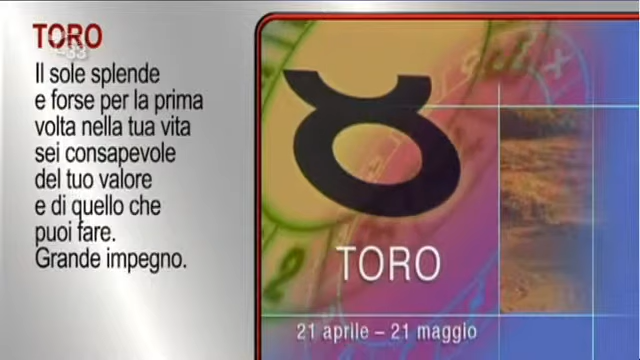 TORO
Il sole splende
e forse per la prima
volta nella tua vita
sei consapevole
del tuo valore
e di quello che
puoi fare.
Grande impegno.
TORO
21 aprile – 21 maggio